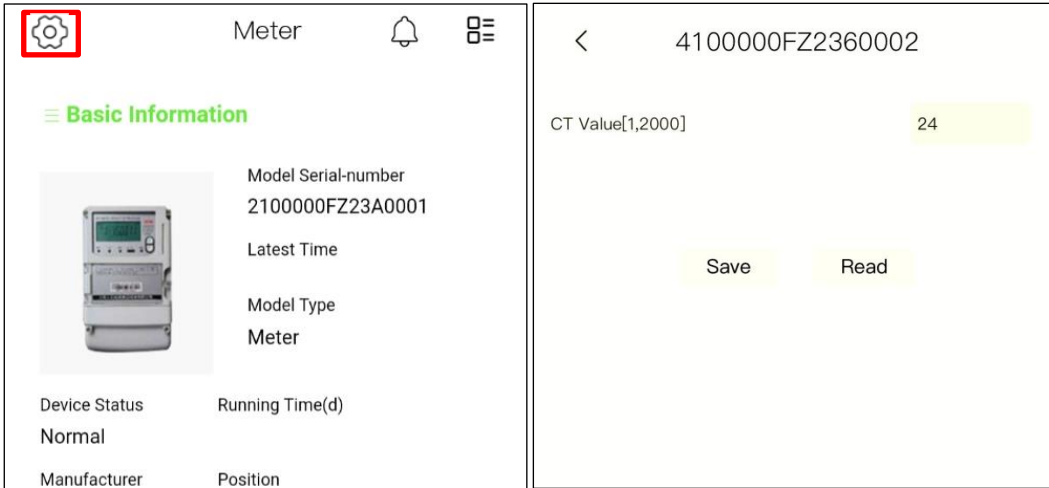 Meter
Basic Information
Model Serial-number
2100000FZ23A0001
Latest Time
Model Type
Meter
Device Status Running Time(d)
Normal
Manufacturer Position
4100000FZ2360002
CT Value[1,2000] 24
Save Read